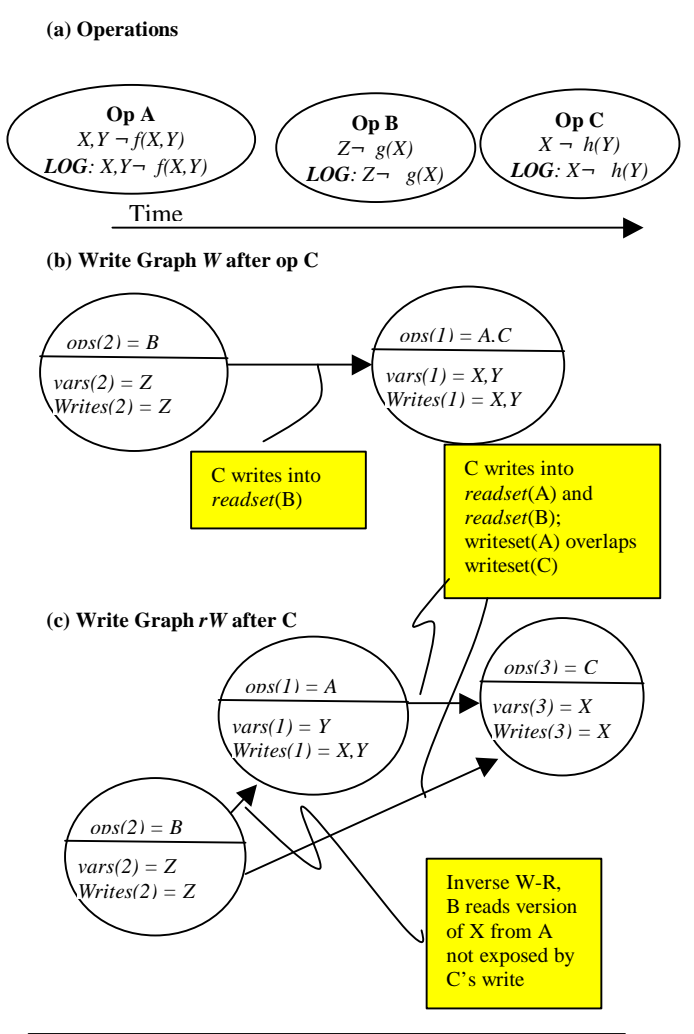 (a) Operations
Op A
X,Y ¬ f(X,Y)
LOG: X,Y¬ f(X,Y)
Op B
Z¬ g(X)
LOG: Z¬ g(X)
Op C
X ¬ h(Y)
LOG: X¬ h(Y)
Time
(b) Write Graph W after op C
ops(2) = B
vars(2) = Z
Writes(2) = Z
ops(1) = A.C
vars(1) = X,Y
Writes(1) = X,Y
C writes into
readset(B)
C writes into
readset(A) and
readset(B);
writeset(A) overlaps
writeset(C)
(c) Write Graph rW after C
ops(1) = A
vars(1) = Y
Writes(1) = X,Y
ops(3) = C
vars(3) = X
Writes(3) = X
ops(2) = B
vars(2) = Z
Writes(2) = Z
Inverse W-R,
B reads version
of X from A
not exposed by
C's write